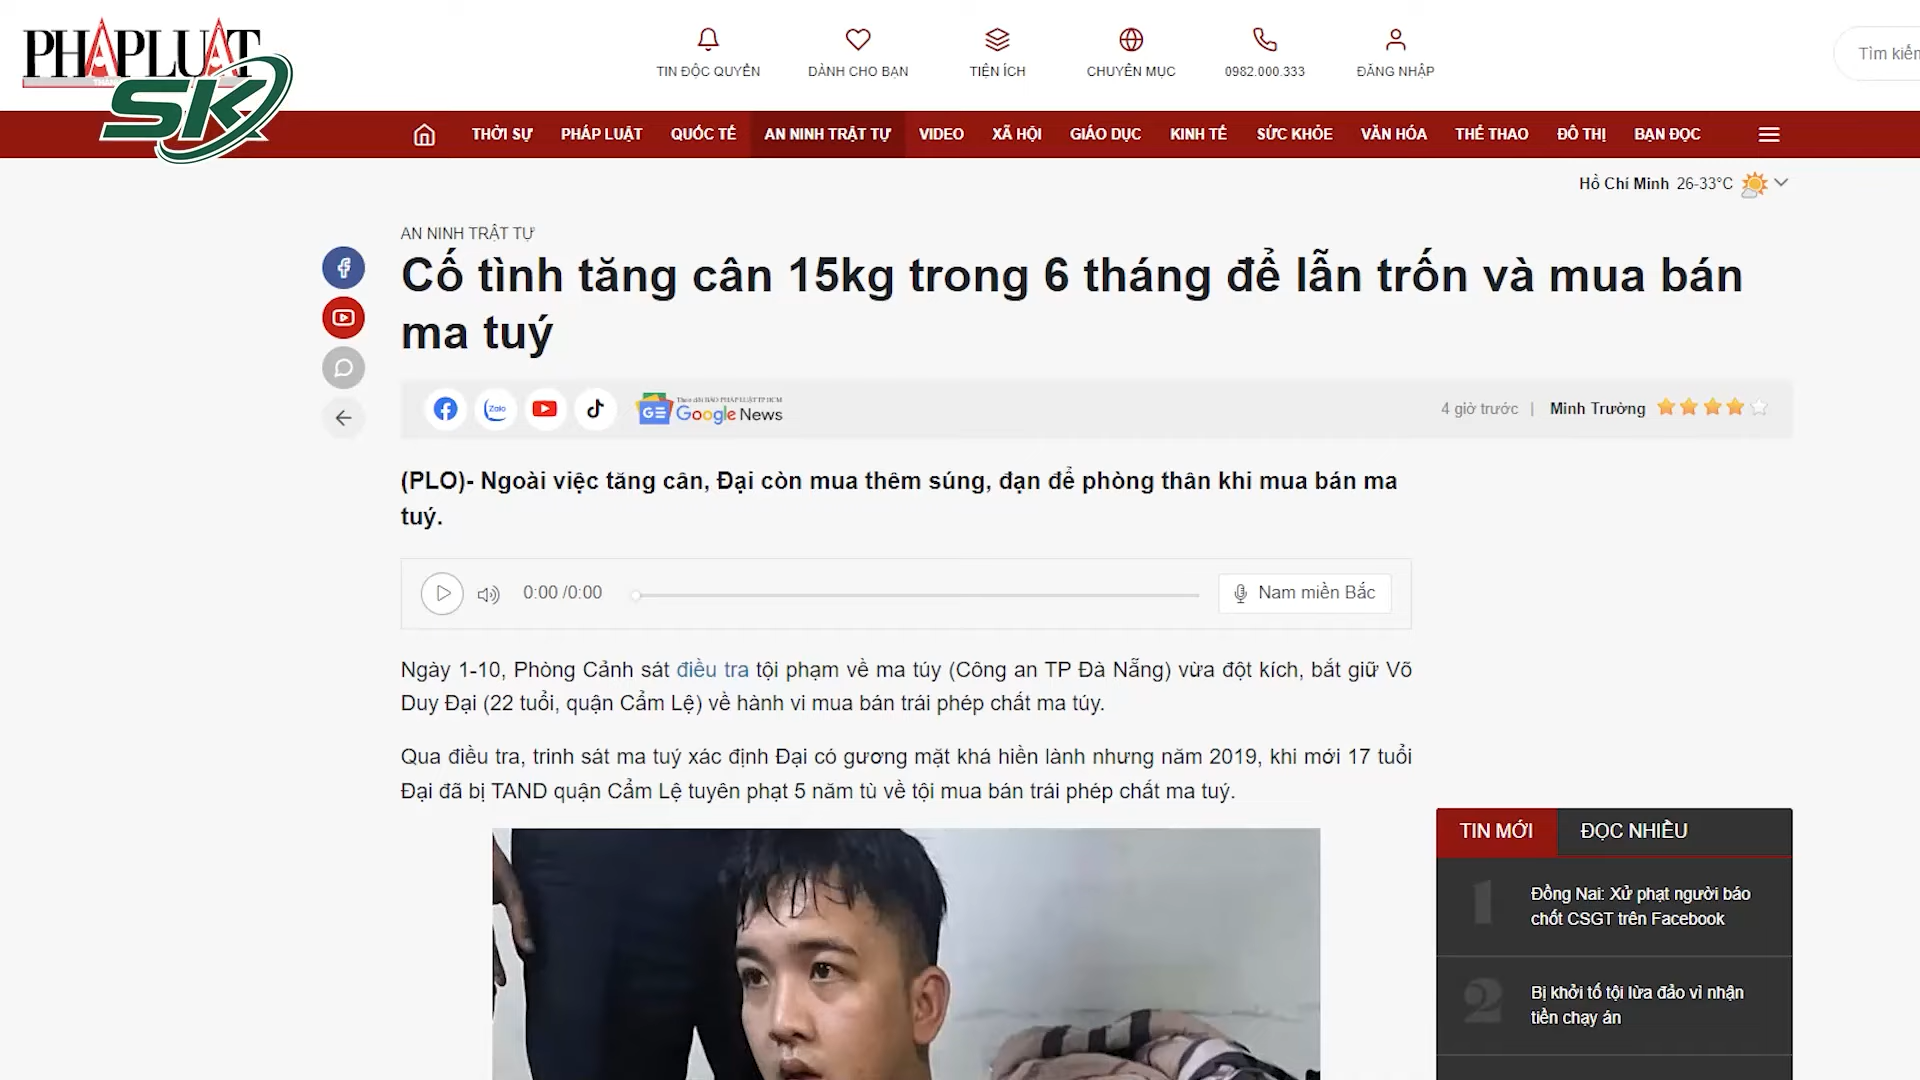 PHÁP LUẬT
SK
TIN ĐỘC QUYỀN
DÀNH CHO BẠN
TIỆN ÍCH
CHUYÊN MỤC
0982.000.333
ĐĂNG NHẬP
Tìm kiếm
THỜI SỰ PHÁP LUẬT QUỐC TẾ AN NINH TRẬT TỰ VIDEO XÃ HỘI GIÁO DỤC KINH TẾ SỨC KHỎE VĂN HÓA THỂ THAO ĐÔ THỊ BẠN ĐỌC
Hồ Chí Minh 26-33°C
AN NINH TRẬT TỰ
Cố tình tăng cân 15kg trong 6 tháng để lẫn trốn và mua bán
ma tuý
Zalo
Theo dõi BÁO PHÁP LUẬT TP HCM
GE Google News
4 giờ trước | Minh Trường
(PLO)- Ngoài việc tăng cân, Đại còn mua thêm súng, đạn để phòng thân khi mua bán ma
tuý.
0:00 /0:00
Nam miền Bắc
Ngày 1-10, Phòng Cảnh sát điều tra tội phạm về ma túy (Công an TP Đà Nẵng) vừa đột kích, bắt giữ Võ
Duy Đại (22 tuổi, quận Cẩm Lệ) về hành vi mua bán trái phép chất ma túy.
Qua điều tra, trinh sát ma tuý xác định Đại có gương mặt khá hiền lành nhưng năm 2019, khi mới 17 tuổi
Đại đã bị TAND quận Cẩm Lệ tuyên phạt 5 năm tù về tội mua bán trái phép chất ma tuý.
TIN MỚI ĐỌC NHIỀU
1 Đồng Nai: Xử phạt người báo
chốt CSGT trên Facebook
2 Bị khởi tố tội lừa đảo vì nhận
tiền chạy án